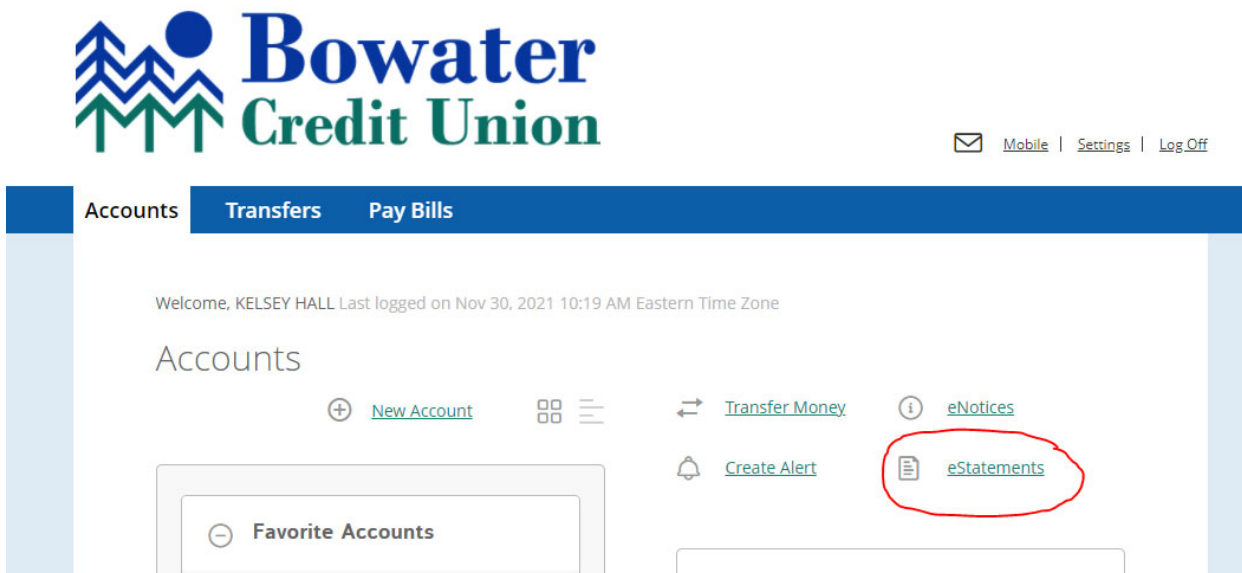 Bowater
Credit Union
Mobile | Settings | Log Off
Accounts Transfers Pay Bills
Welcome, KELSEY HALL Last logged on Nov 30, 2021 10:19 AM Eastern Time Zone
Accounts
New Account Transfer Money eNotices
Create Alert eStatements
Favorite Accounts